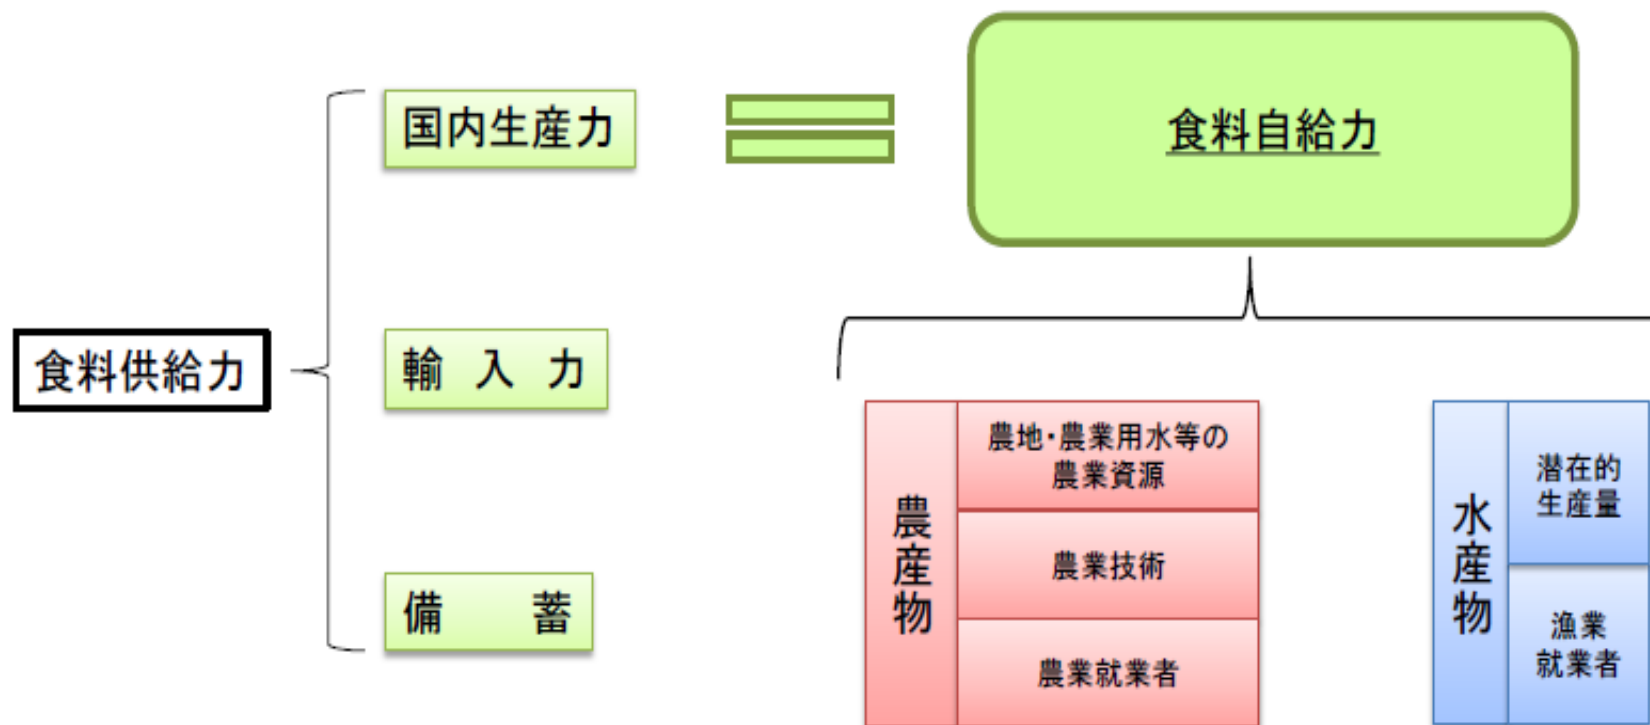 国内生産力
食料自給力
食料供給力
輸入力
備蓄
農産物
農地・農業用水等の
農業資源
農業技術
農業就業者
水産物
潜在的
生産量
漁業
就業者